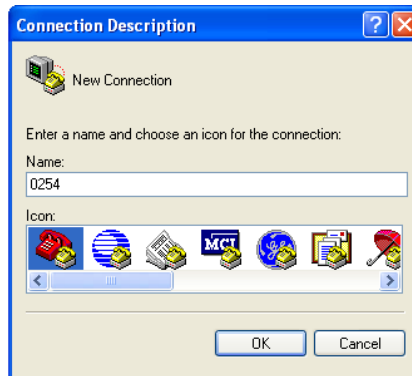 Connection Description
New Connection
Enter a name and choose an icon for the connection:
Name:
0254
Icon:
MCI
OK Cancel